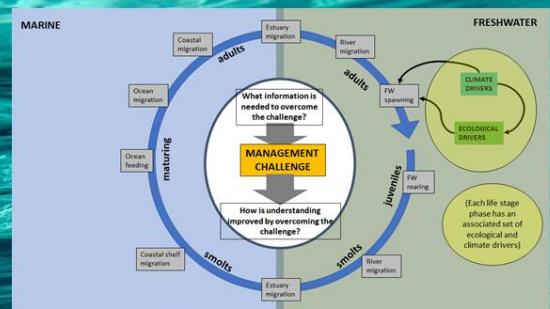 MARINE
FRESHWATER
Estuary
migration
Coastal
migration
River
migration
adults
adults
Ocean
migration
FW
spawning
CLIMATE
DRIVERS
ECOLOGICAL
DRIVERS
What information is
needed to overcome
the challenge?
MANAGEMENT
CHALLENGE
How is understanding
improved by overcoming the
challenge?
Ocean
feeding
maturing
juveniles
FW
rearing
(Each life stage
phase has an
associated set of
ecological and
climate drivers)
Coastal shelf
migration
smolts
smolts
River
migration
Estuary
migration